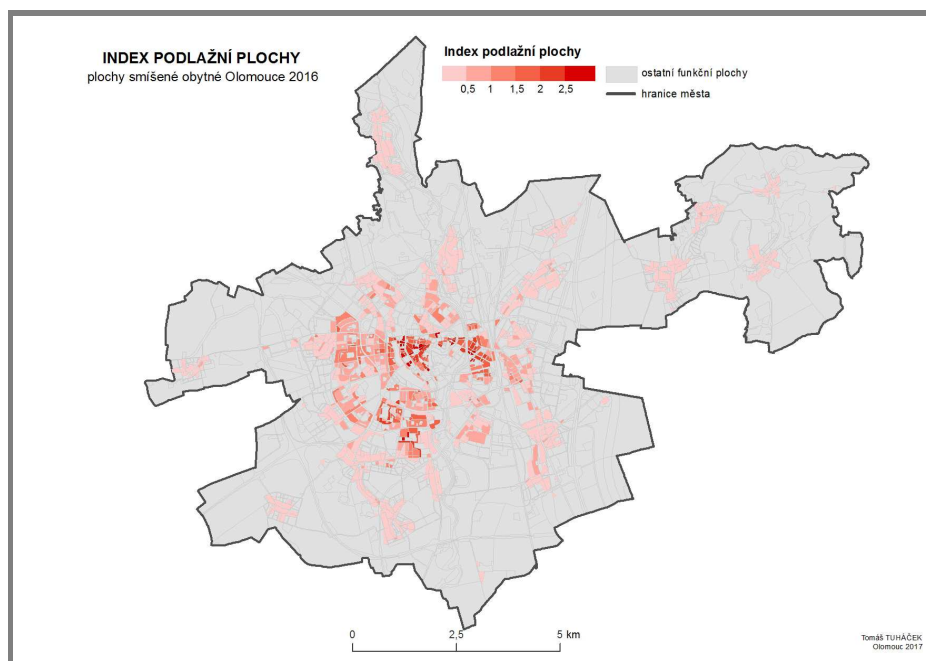 INDEX PODLAŽNÍ PLOCHY
plochy smíšené obytné Olomouce 2016
Index podlažní plochy
0,5 1 1,5 2 2,5
ostatní funkční plochy
hranice města
0 2,5 5 km
Tomáš TUHÁČEK
Olomouc 2017